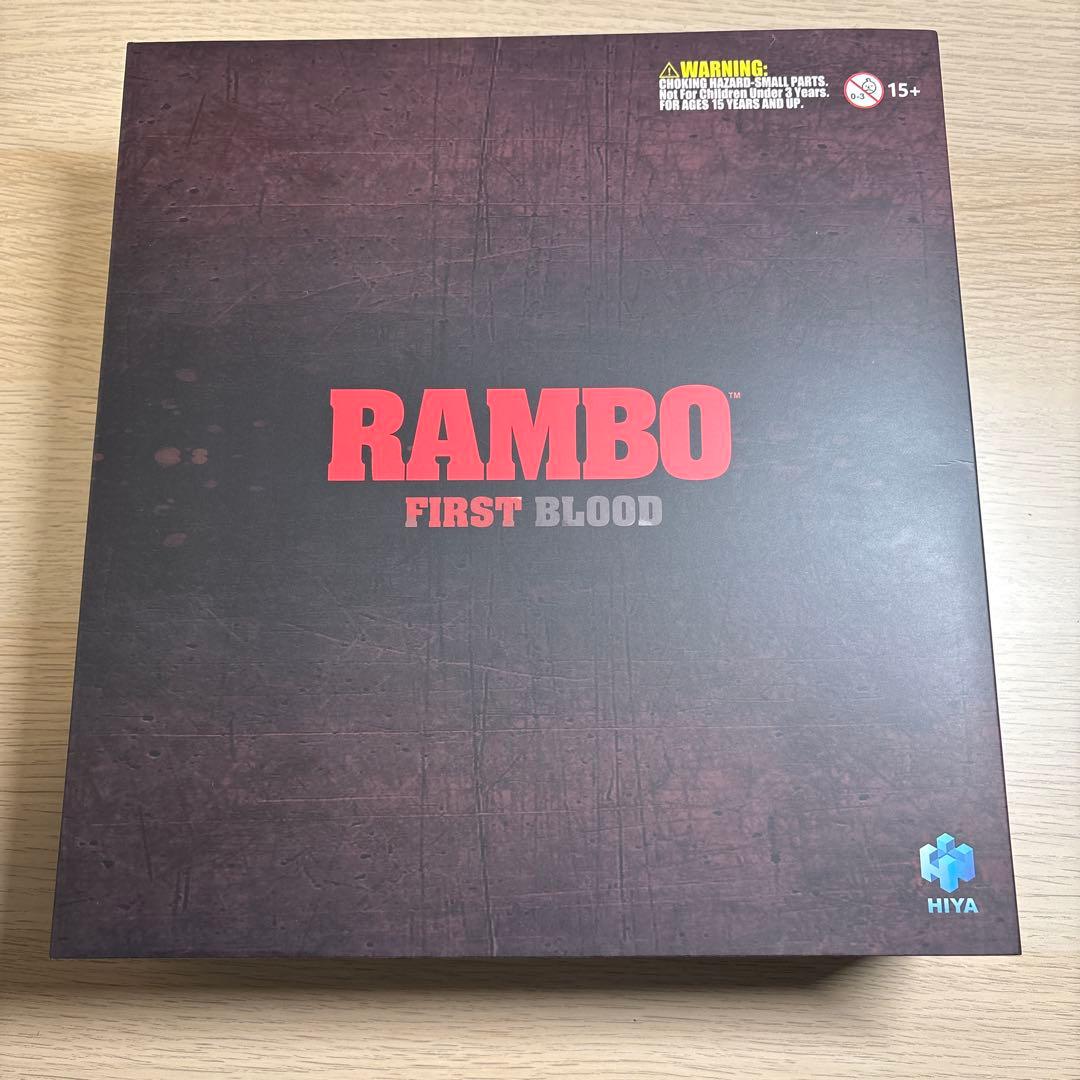 ⚠WARNING:
CHOKING HAZARD-SMALL PARTS.
Not For Children Under 3 Years.
FOR AGES 15 YEARS AND UP.
0-3
15+
RAMBO™
FIRST BLOOD
HIYA